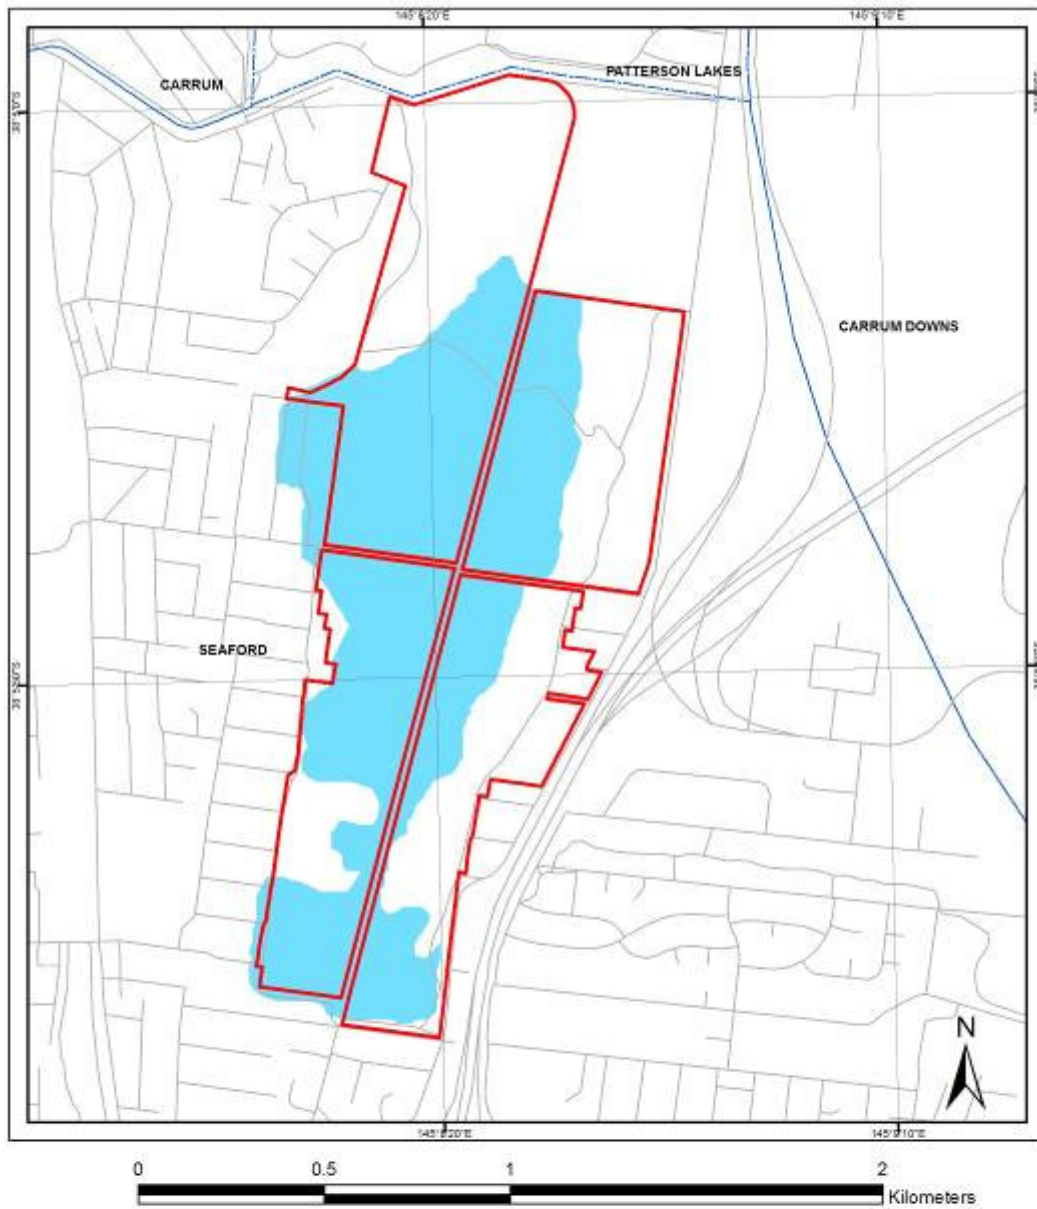 CARRUM
PATTERSON LAKES
CARRUM DOWNS
SEAFORD
N
0 0.5 1 2
Kilometers